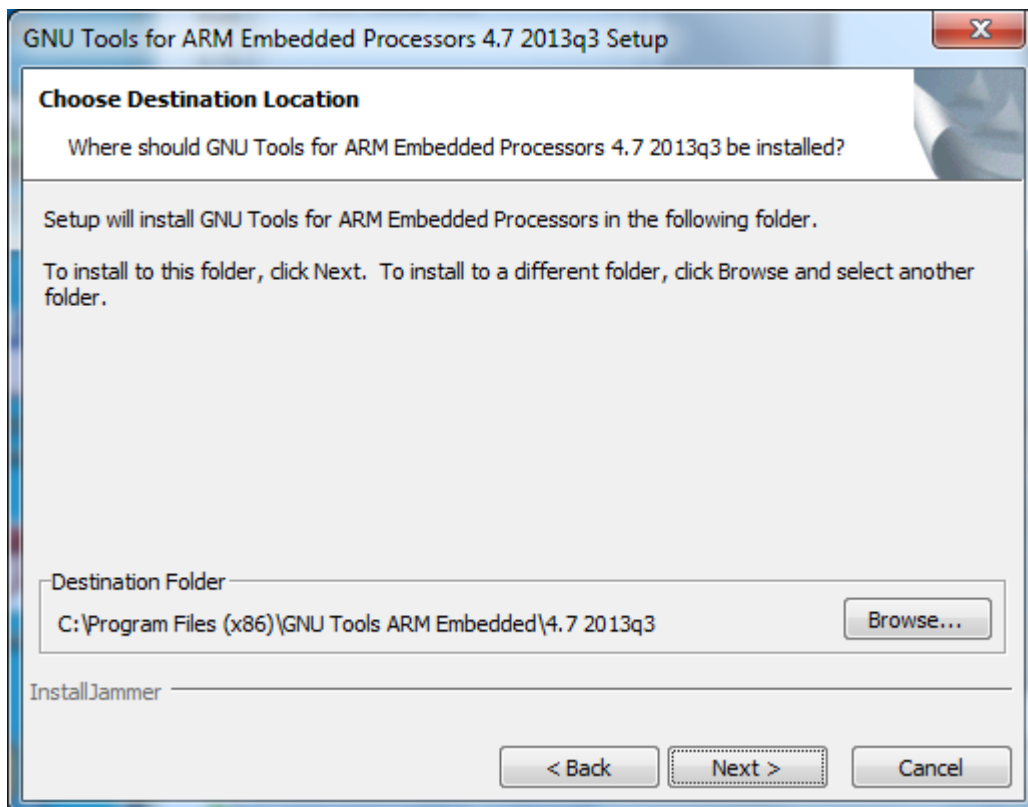 GNU Tools for ARM Embedded Processors 4.7 2013q3 Setup
Choose Destination Location
Where should GNU Tools for ARM Embedded Processors 4.7 2013q3 be installed?
Setup will install GNU Tools for ARM Embedded Processors in the following folder.
To install to this folder, click Next. To install to a different folder, click Browse and select another
folder.
Destination Folder
C:\Program Files (x86)\GNU Tools ARM Embedded\4.7 2013q3
Browse...
InstallJammer
< Back
Next >
Cancel